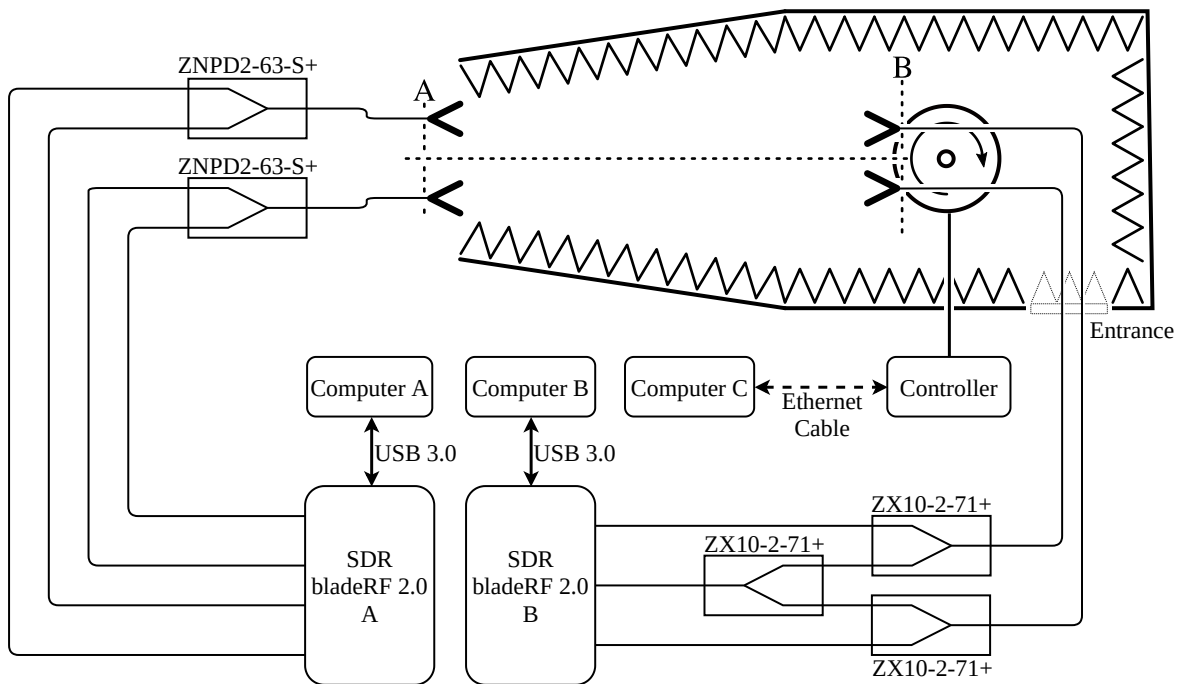 ZNPD2-63-S+
A
B
ZNPD2-63-S+
Entrance
Computer A
Computer B
Computer C
Controller
Ethernet
Cable
USB 3.0
USB 3.0
SDR
bladeRF 2.0
A
SDR
bladeRF 2.0
B
ZX10-2-71+
ZX10-2-71+
ZX10-2-71+